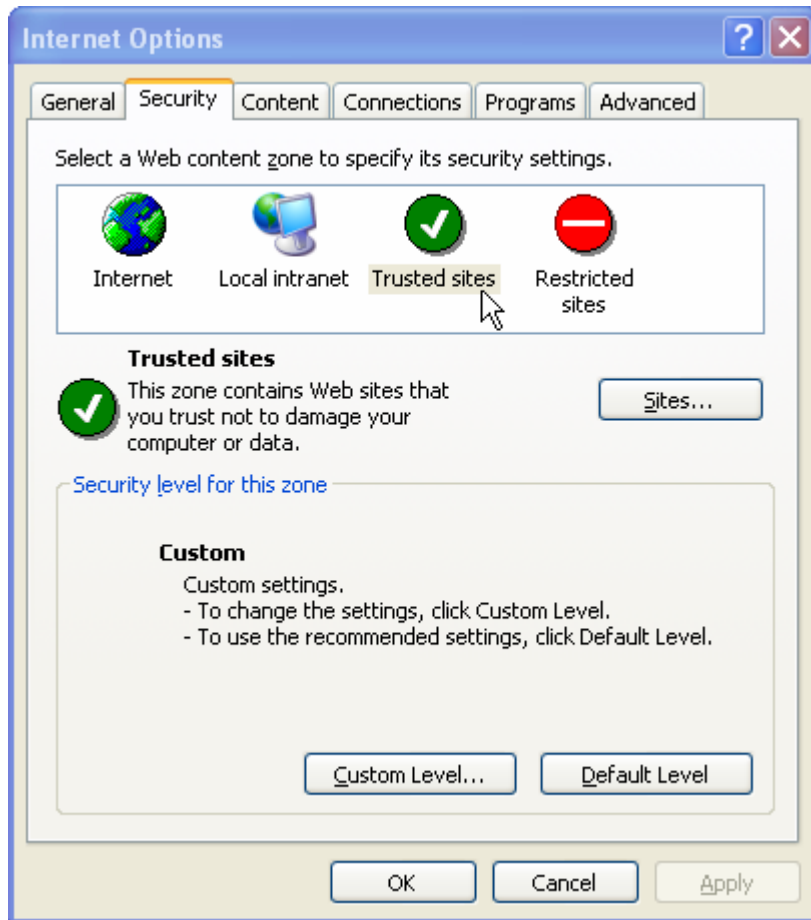 Internet Options
General Security Content Connections Programs Advanced
Select a Web content zone to specify its security settings.
Internet Local intranet Trusted sites Restricted
sites
Trusted sites
This zone contains Web sites that
you trust not to damage your
computer or data.
Sites...
Security level for this zone
Custom
Custom settings.
- To change the settings, click Custom Level.
- To use the recommended settings, click Default Level.
Custom Level... Default Level
OK Cancel Apply